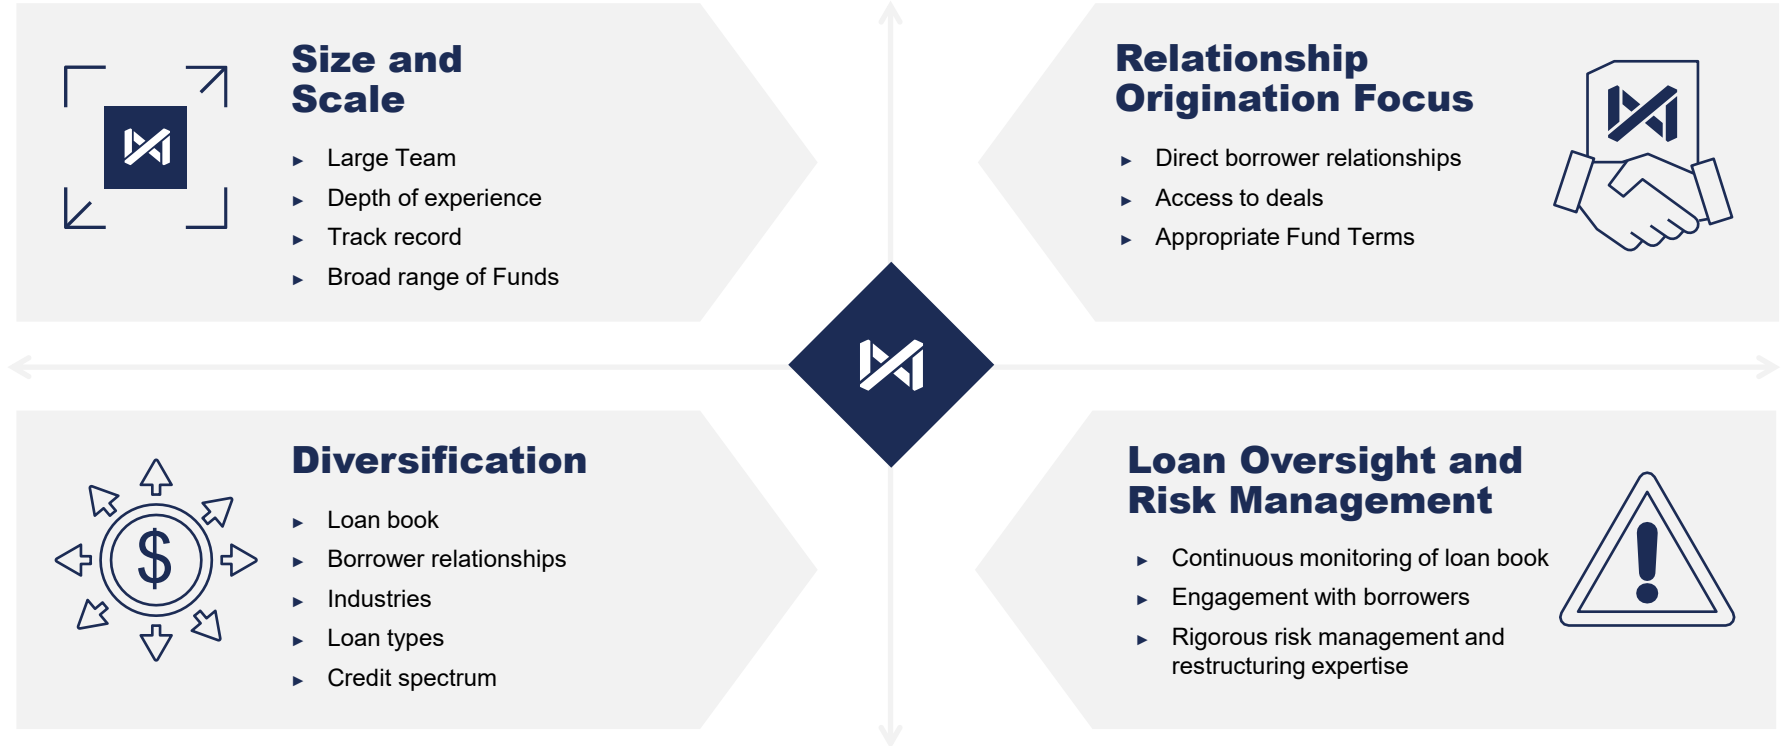 Size and
Scale
► Large Team
► Depth of experience
► Track record
► Broad range of Funds
Relationship
Origination Focus
► Direct borrower relationships
► Access to deals
► Appropriate Fund Terms
Diversification
► Loan book
► Borrower relationships
► Industries
► Loan types
► Credit spectrum
$
Loan Oversight and
Risk Management
► Continuous monitoring of loan book
► Engagement with borrowers
► Rigorous risk management and
restructuring expertise
!